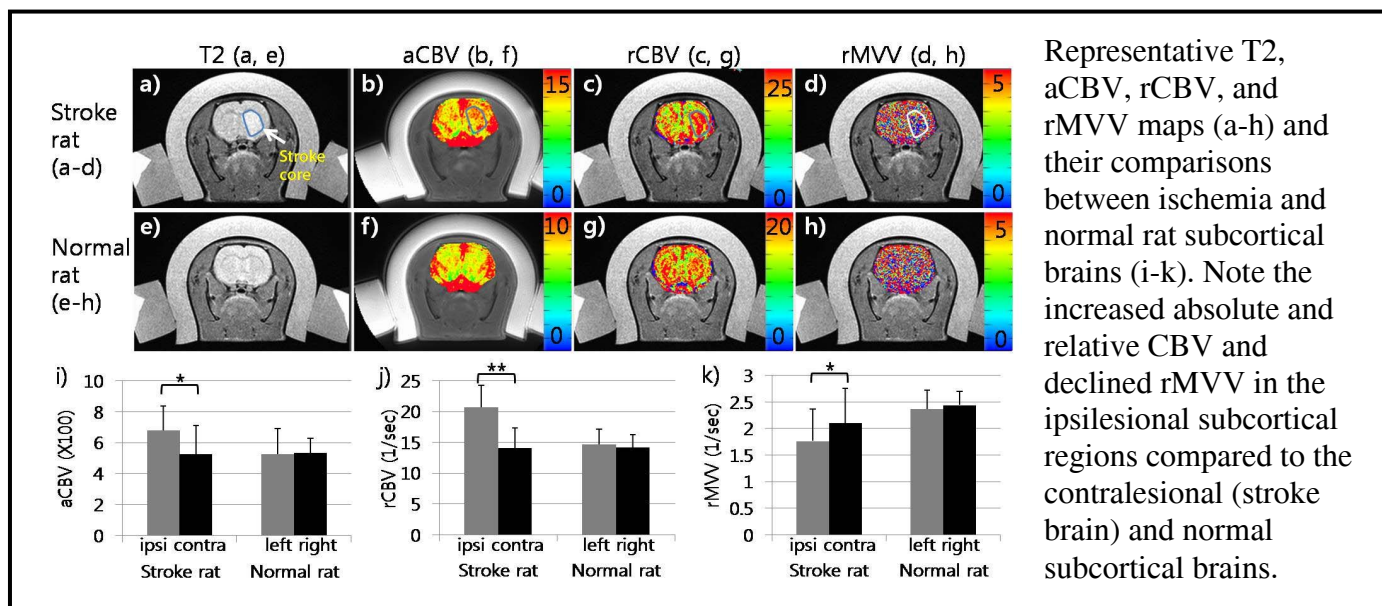 T2 (a, e) aCBV (b, f) rCBV (c, g) rMVV (d, h)
Stroke rat (a-d)
a) Stroke core
b) 15 0
c) 25 0
d) 5 0
Normal rat (e-h)
e)
f) 10 0
g) 20 0
h) 5 0
i) *
aCBV (X100)
10
8
6
4
2
0
ipsi contra left right
Stroke rat Normal rat
j) **
rCBV (1/sec)
25
20
15
10
5
0
ipsi contra left right
Stroke rat Normal rat
k) *
rMVV (1/sec)
3
2.5
2
1.5
1
0.5
0
ipsi contra left right
Stroke rat Normal rat
Representative T2,
aCBV, rCBV, and
rMVV maps (a-h) and
their comparisons
between ischemia and
normal rat subcortical
brains (i-k). Note the
increased absolute and
relative CBV and
declined rMVV in the
ipsilesional subcortical
regions compared to the
contralesional (stroke
brain) and normal
subcortical brains.